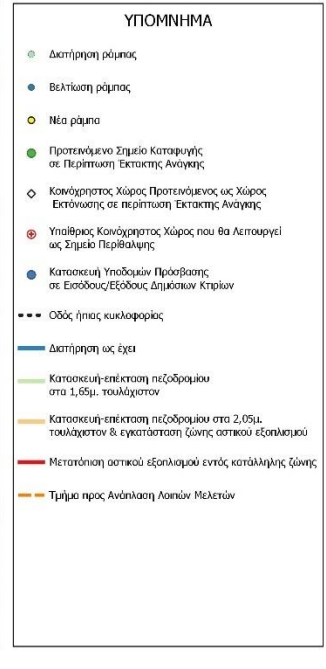 ΥΠΟΜΝΗΜΑ
Διατήρηση ράμπας
Βελτίωση ράμπας
Νέα ράμπα
Προτεινόμενο Σημείο Καταφυγής
σε Περίπτωση Έκτακτης Ανάγκης
Κοινόχρηστος Χώρος Προτεινόμενος ως Χώρος
Εκτόνωσης σε περίπτωση Έκτακτης Ανάγκης
Υπαίθριος Κοινόχρηστος Χώρος που θα Λειτουργεί
ως Σημείο Περίθαλψης
Κατασκευή Υποδομών Πρόσβασης
σε Εισόδους/Εξόδους Δημόσιων Κτιρίων
Οδός ήπιας κυκλοφορίας
Διατήρηση ως έχει
Κατασκευή-επέκταση πεζοδρομίου
στα 1,65μ. τουλάχιστον
Κατασκευή-επέκταση πεζοδρομίου στα 2,05μ.
τουλάχιστον & εγκατάσταση ζώνης αστικού εξοπλισμού
Μετατόπιση αστικού εξοπλισμού εντός κατάλληλης ζώνης
Τμήμα προς Ανάπλαση Λοιπών Μελετών